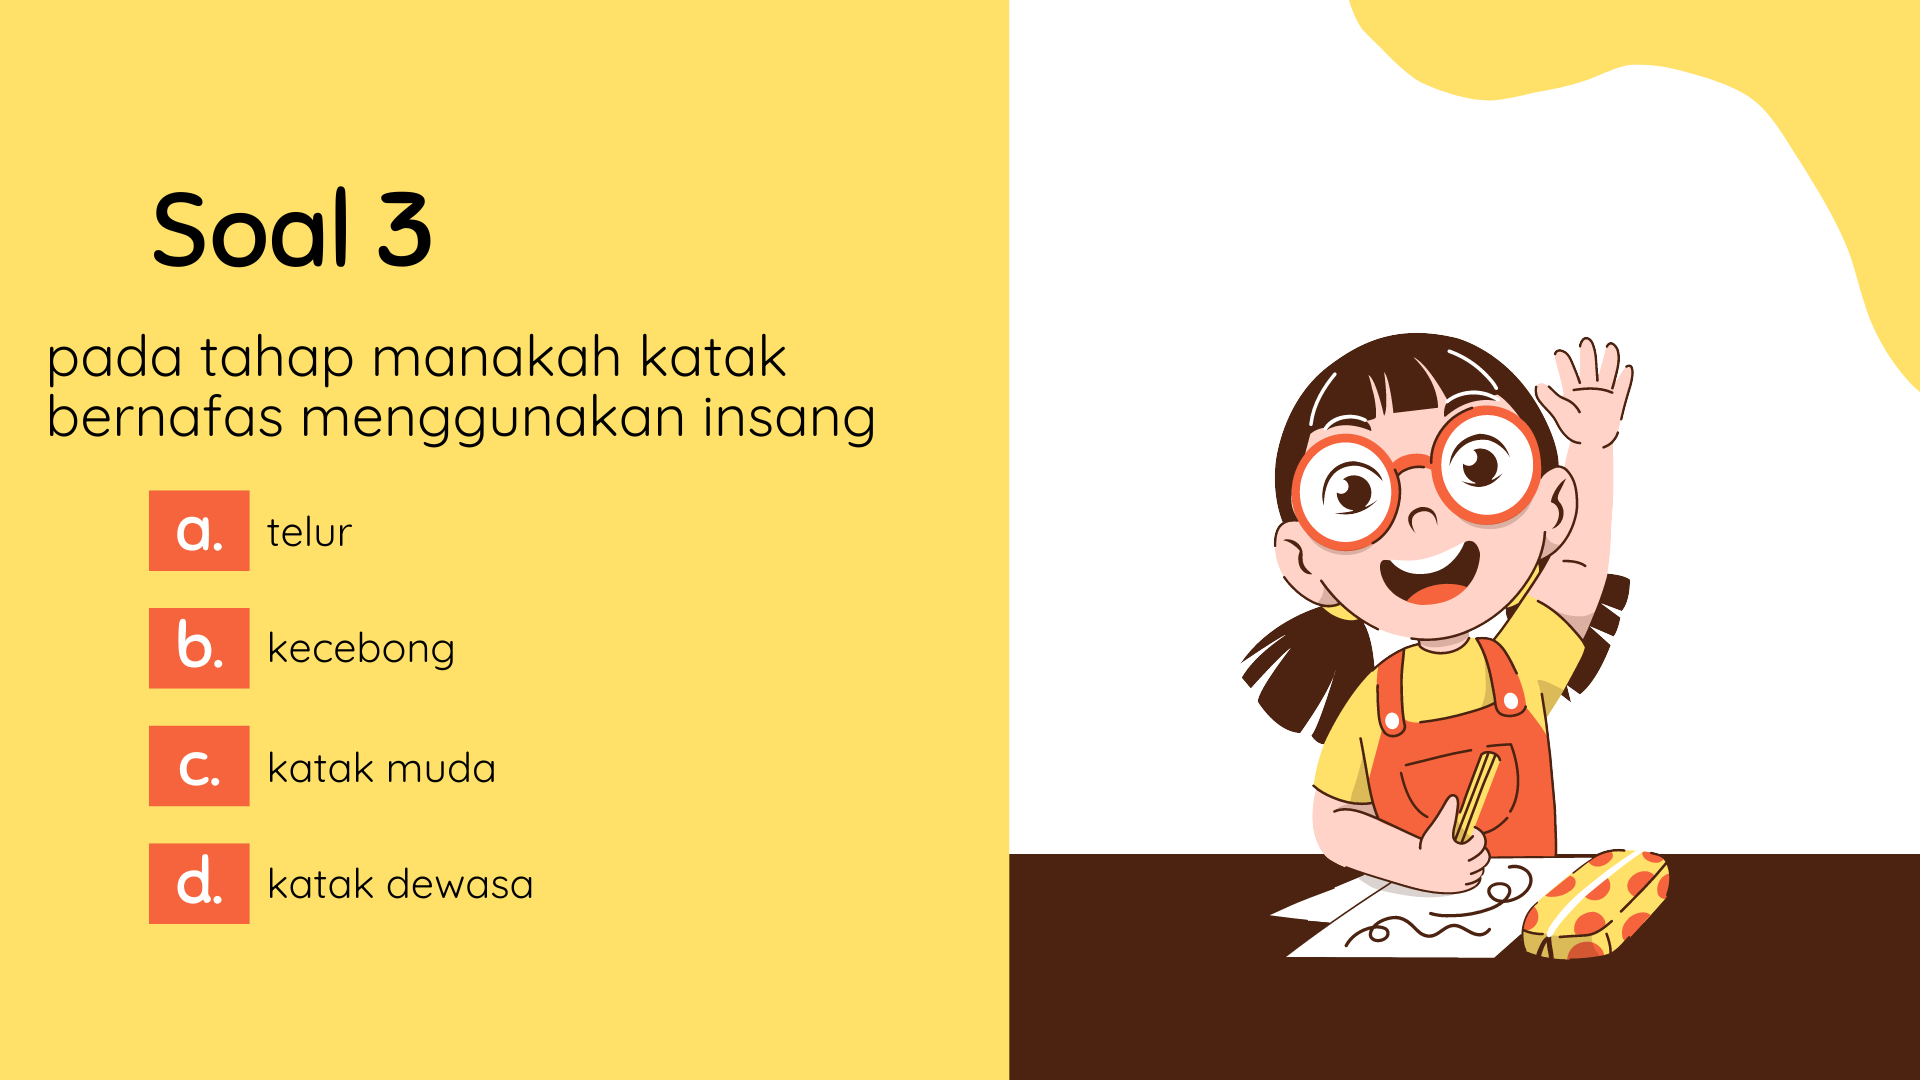 Soal 3
pada tahap manakah katak
bernafas menggunakan insang
a. telur
b. kecebong
c. katak muda
d. katak dewasa